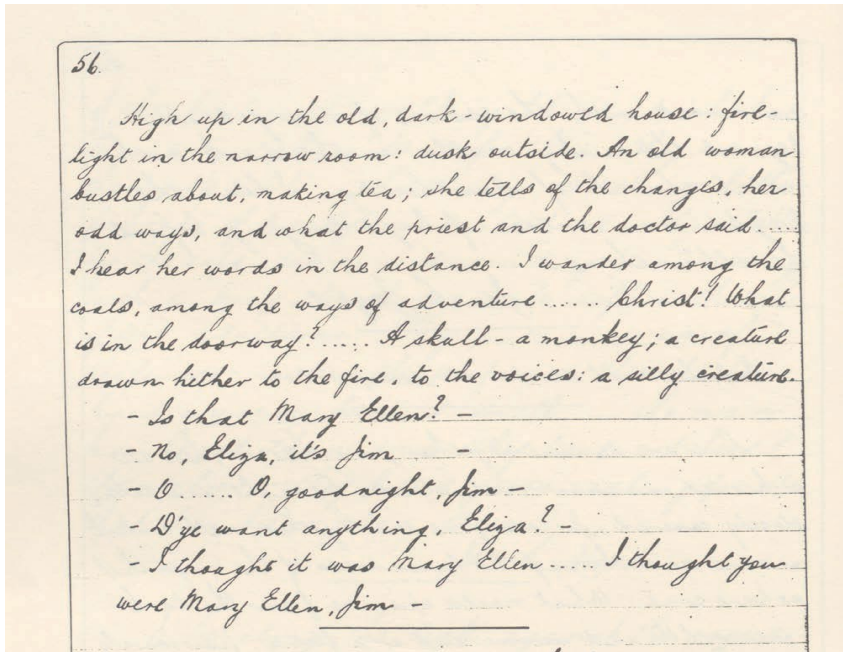 56.
High up in the old, dark-windowed house: fire-
light in the narrow room: dusk outside. An old woman
bustles about, making tea; she tells of the changes, her
odd ways, and what the priest and the doctor said.....
I hear her words in the distance. I wander among the
coals, among the ways of adventure...... Christ! What
is in the doorway?...... A skull - a monkey; a creature
drawn hither to the fire, to the voices: a silly creature.
- Is that Mary Ellen? -
- No, Eliza, it's Jim -
- O...... O, goodnight, Jim -
- D'ye want anything, Eliza? -
- I thought it was Mary Ellen..... I thought you
were Mary Ellen, Jim -